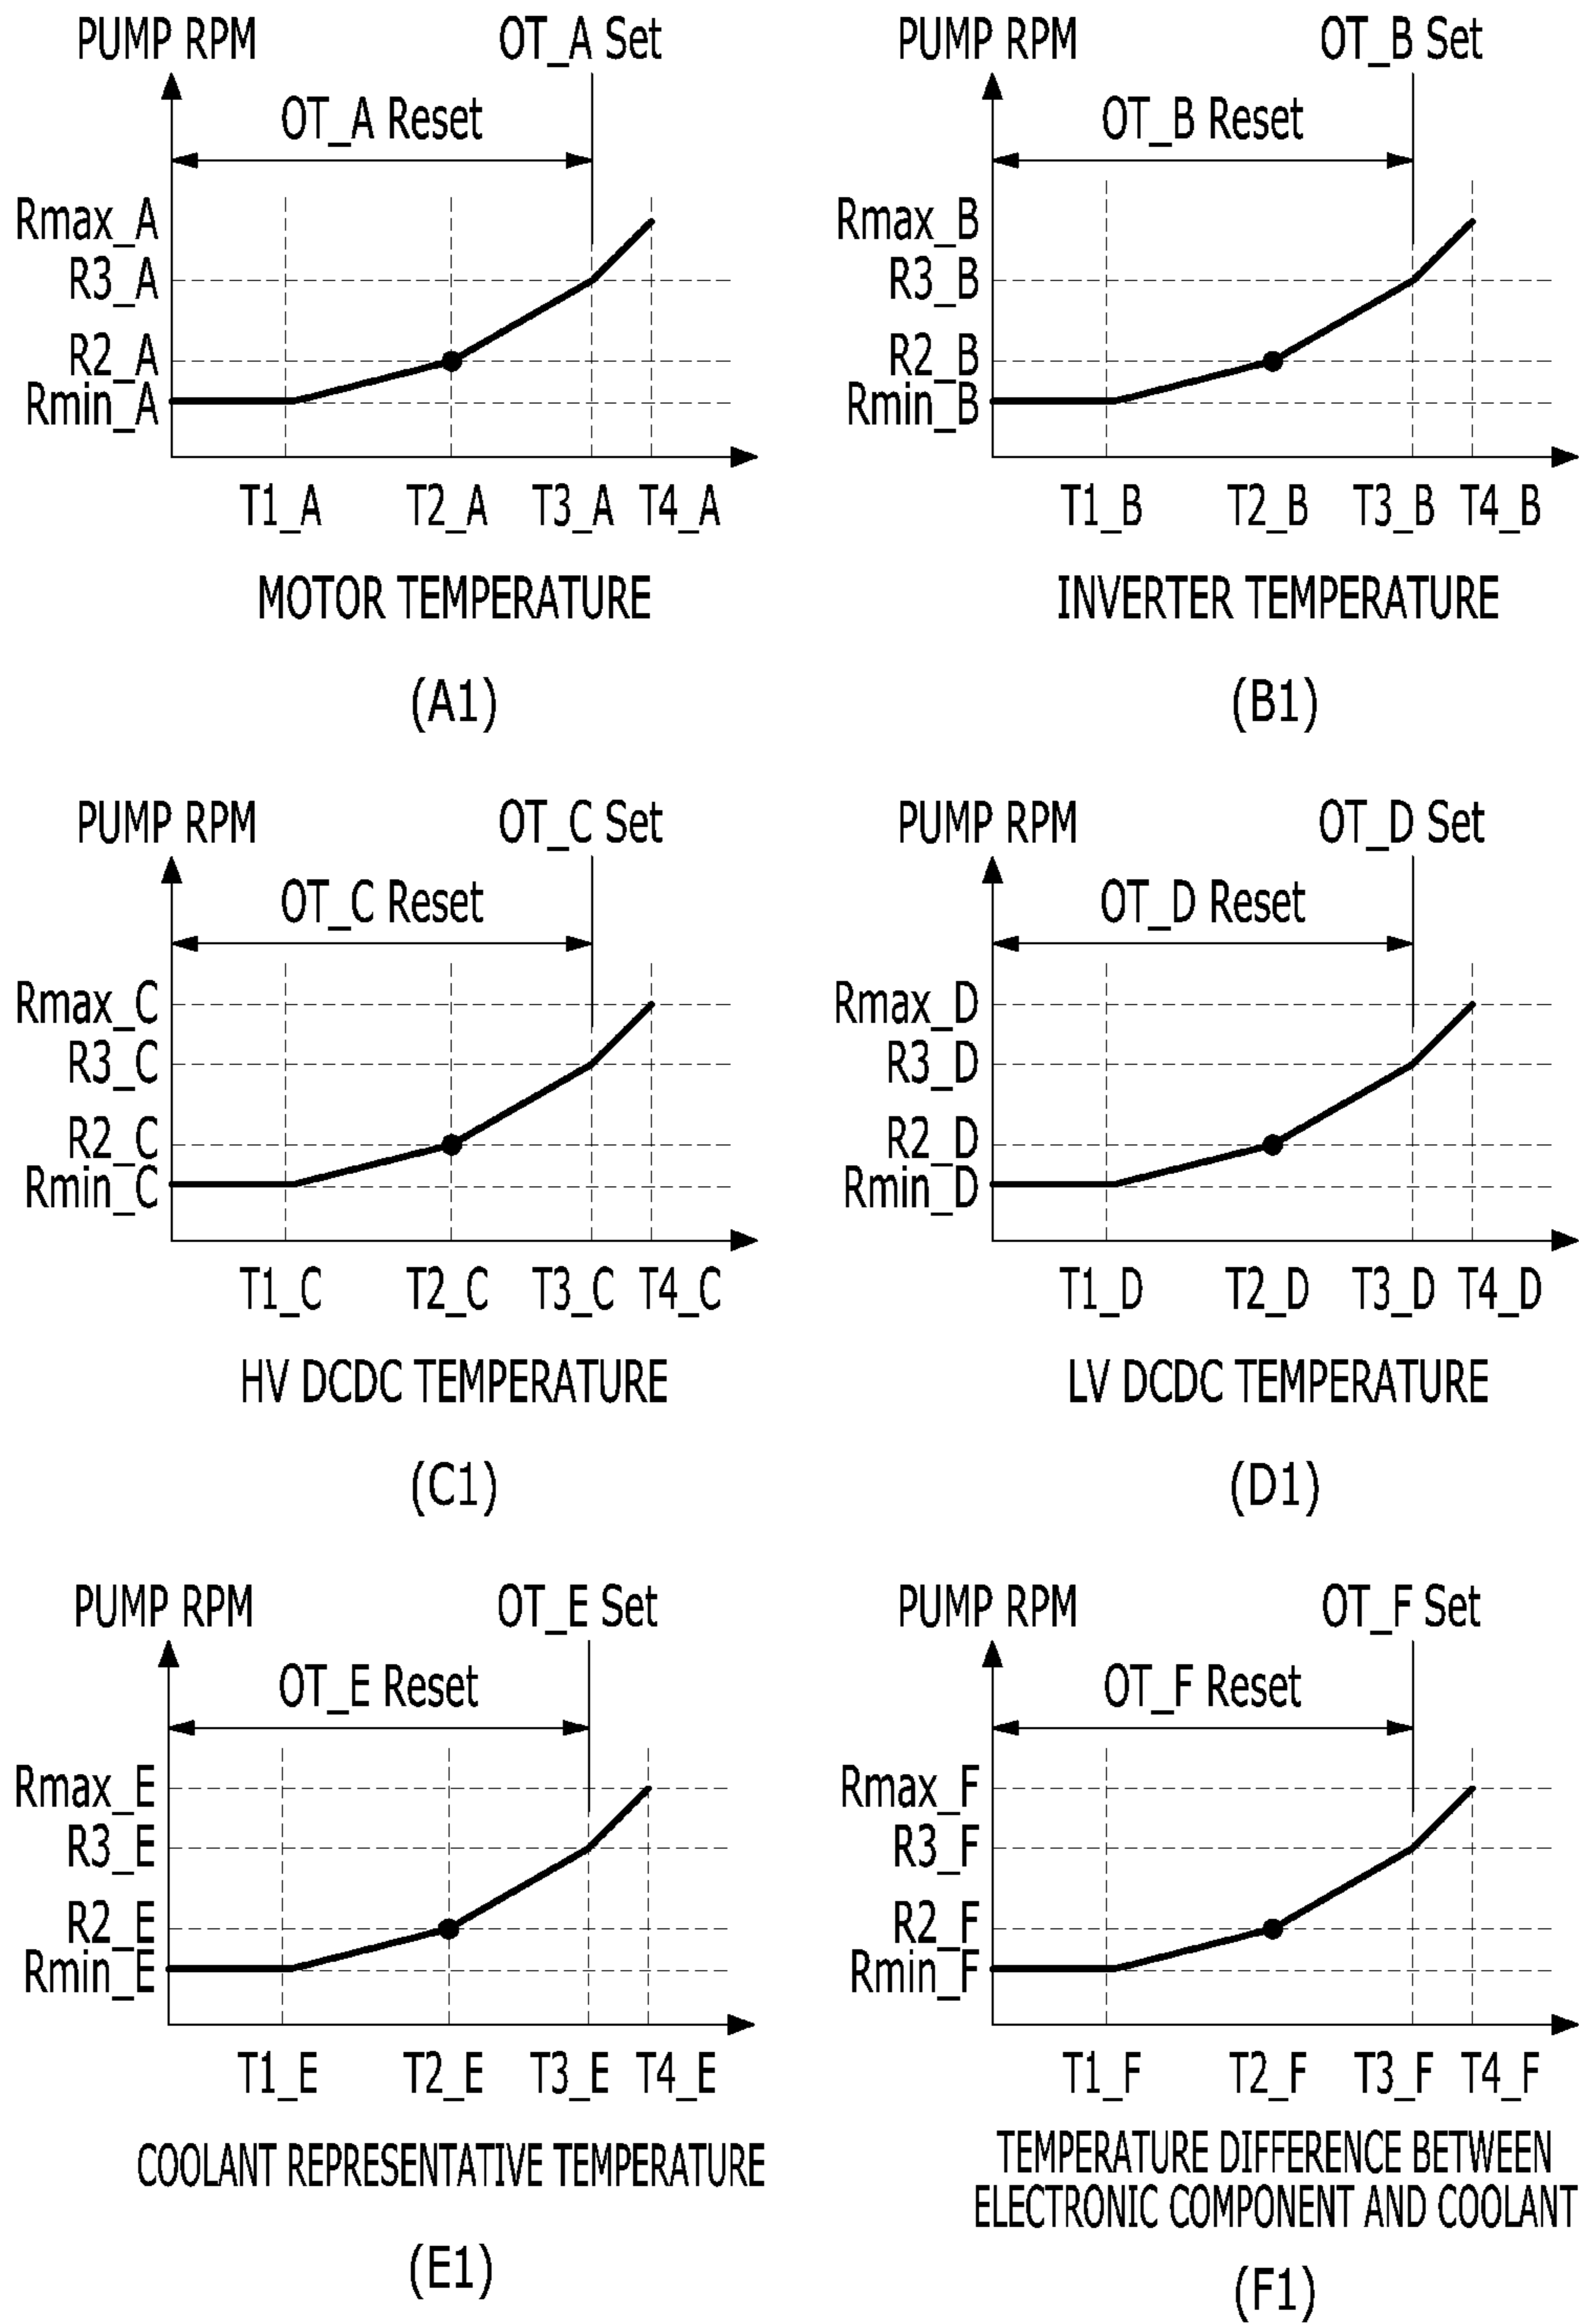 PUMP RPM
OT_A Set
OT_A Reset
Rmax_A
R3_A
R2_A
Rmin_A
T1_A T2_A T3_A T4_A
MOTOR TEMPERATURE
(A1)
PUMP RPM
OT_B Set
OT_B Reset
Rmax_B
R3_B
R2_B
Rmin_B
T1_B T2_B T3_B T4_B
INVERTER TEMPERATURE
(B1)
PUMP RPM
OT_C Set
OT_C Reset
Rmax_C
R3_C
R2_C
Rmin_C
T1_C T2_C T3_C T4_C
HV DCDC TEMPERATURE
(C1)
PUMP RPM
OT_D Set
OT_D Reset
Rmax_D
R3_D
R2_D
Rmin_D
T1_D T2_D T3_D T4_D
LV DCDC TEMPERATURE
(D1)
PUMP RPM
OT_E Set
OT_E Reset
Rmax_E
R3_E
R2_E
Rmin_E
T1_E T2_E T3_E T4_E
COOLANT REPRESENTATIVE TEMPERATURE
(E1)
PUMP RPM
OT_F Set
OT_F Reset
Rmax_F
R3_F
R2_F
Rmin_F
T1_F T2_F T3_F T4_F
TEMPERATURE DIFFERENCE BETWEEN
ELECTRONIC COMPONENT AND COOLANT
(F1)